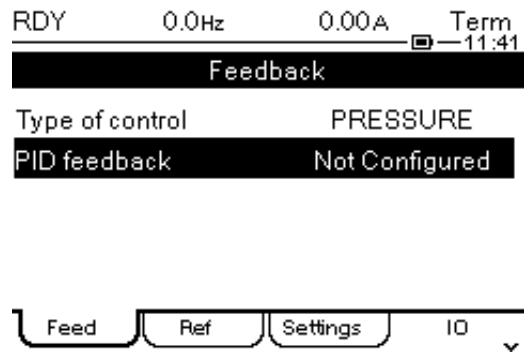 RDY 0.0Hz 0.00A Term
11:41
Feedback
Type of control PRESSURE
PID feedback Not Configured
Feed Ref Settings IO